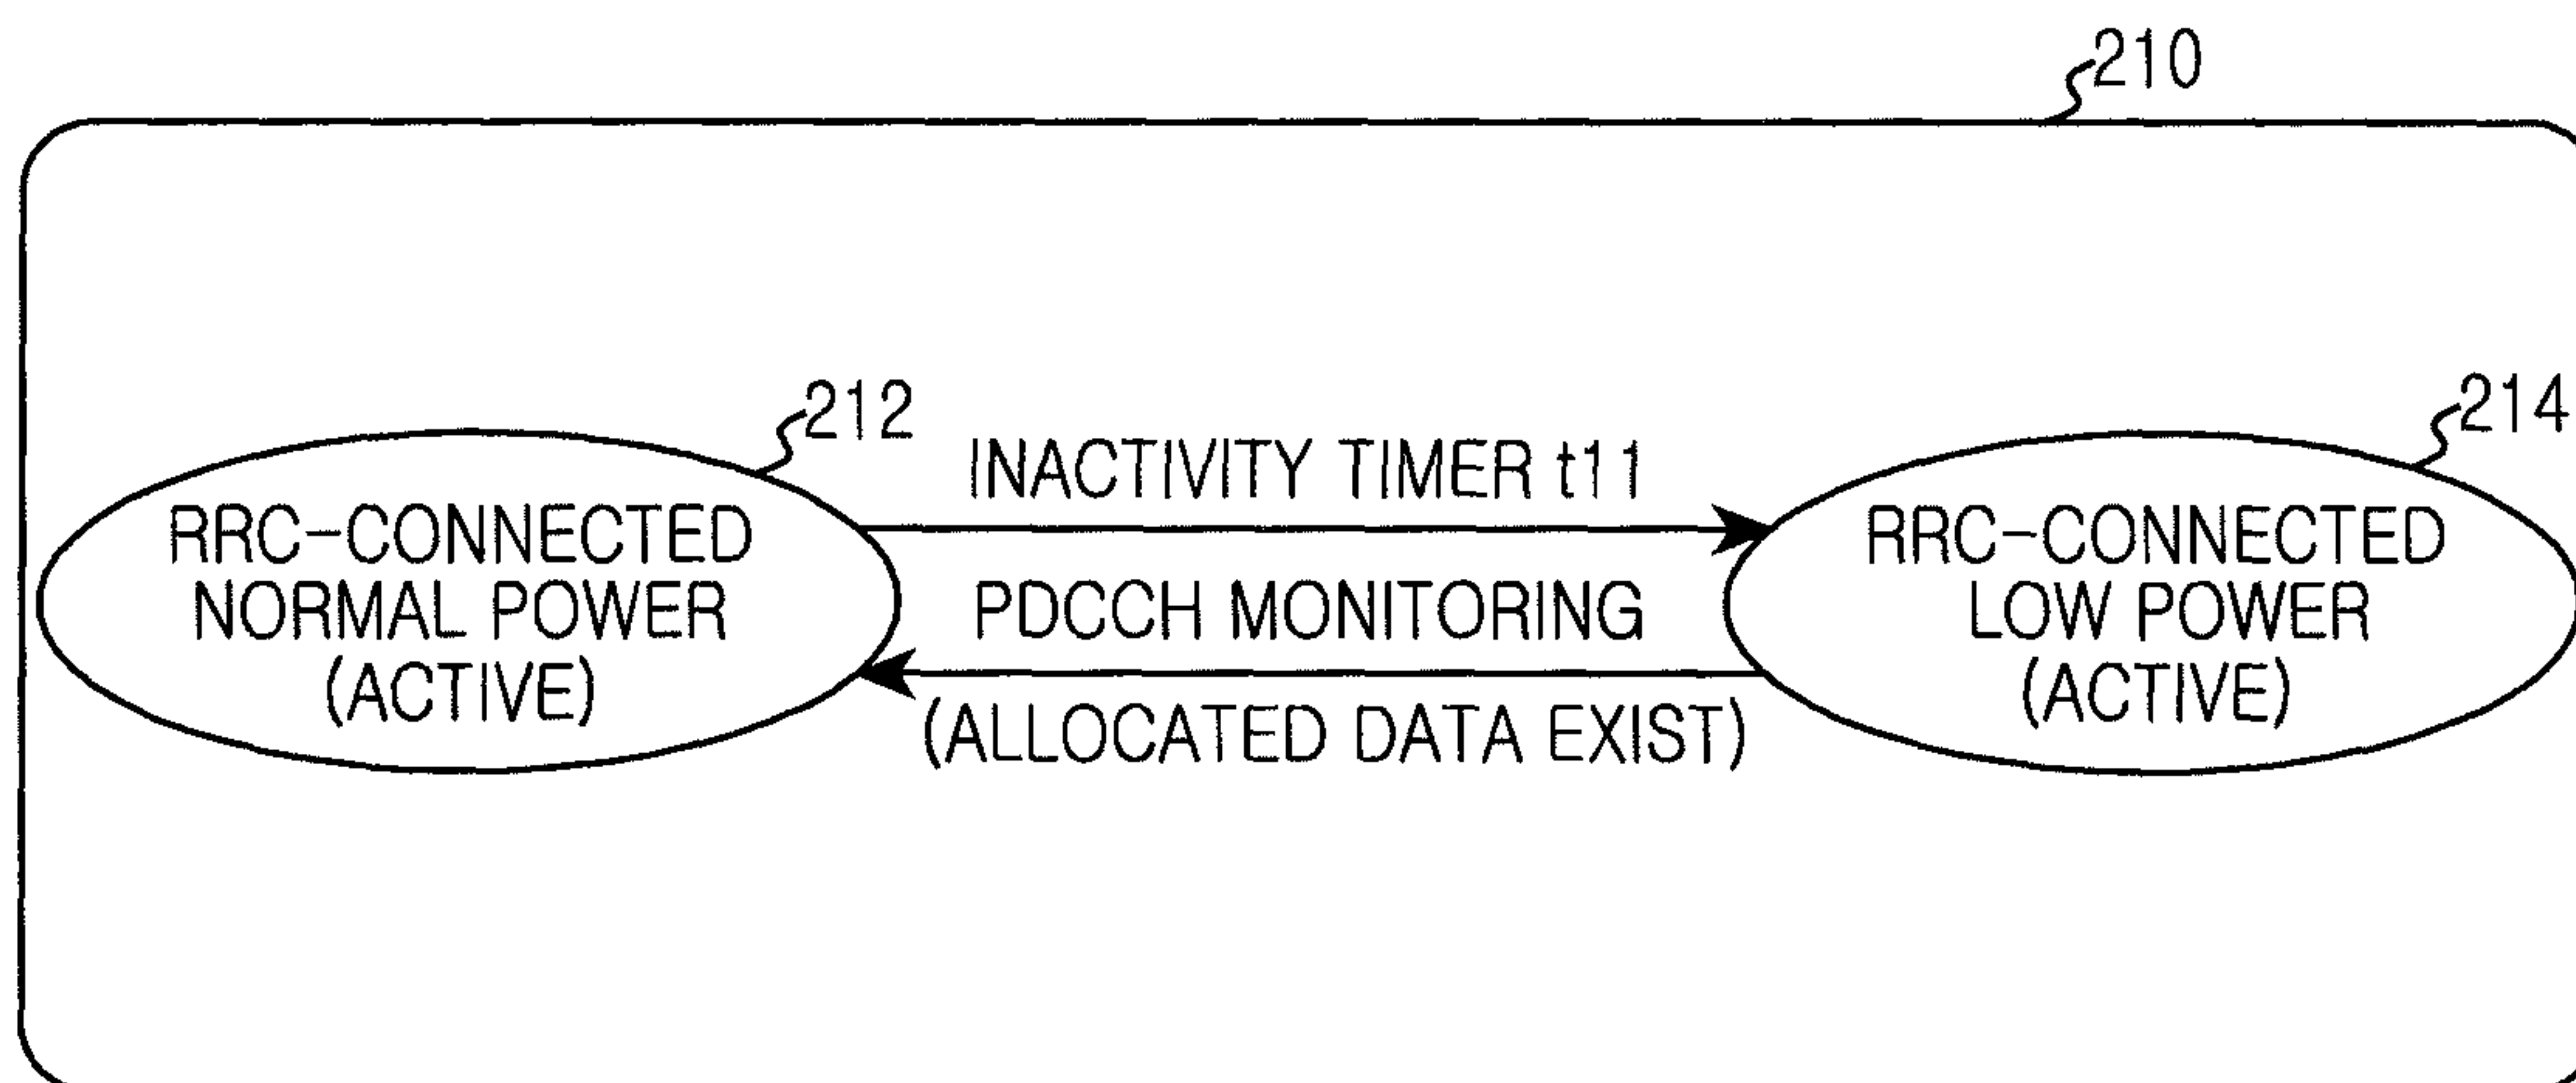 210
212
214
INACTIVITY TIMER t11
RRC-CONNECTED
NORMAL POWER
(ACTIVE)
PDCCH MONITORING
(ALLOCATED DATA EXIST)
RRC-CONNECTED
LOW POWER
(ACTIVE)